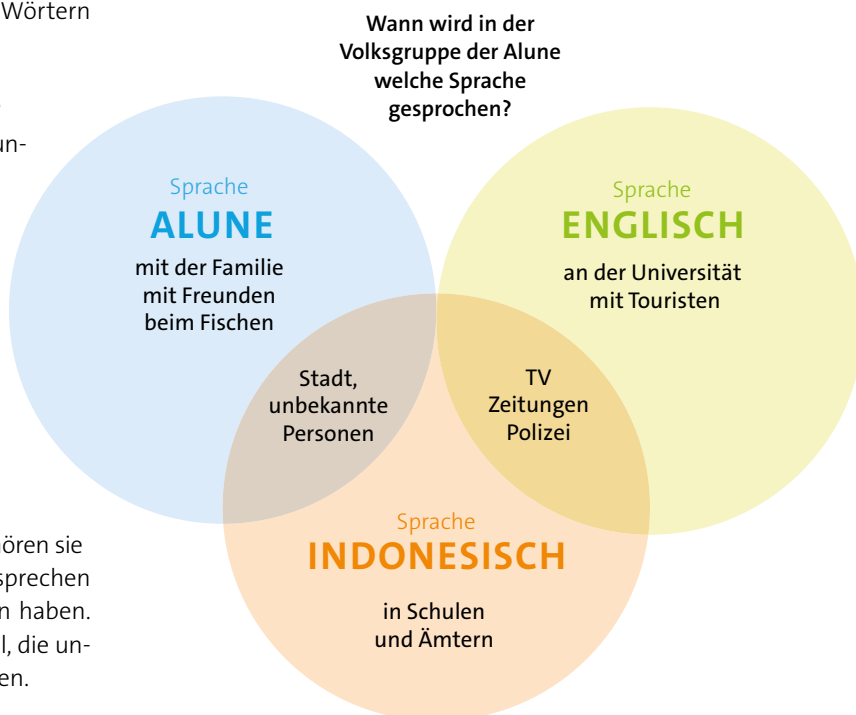 Wörtern
un-
ören sie
sprechen
n haben.
l, die un-
en.
Wann wird in der
Volksgruppe der Alune
welche Sprache
gesprochen?
Sprache
ALUNE
mit der Familie
mit Freunden
beim Fischen
Sprache
ENGLISCH
an der Universität
mit Touristen
Stadt,
unbekannte
Personen
TV
Zeitungen
Polizei
Sprache
INDONESISCH
in Schulen
und Ämtern